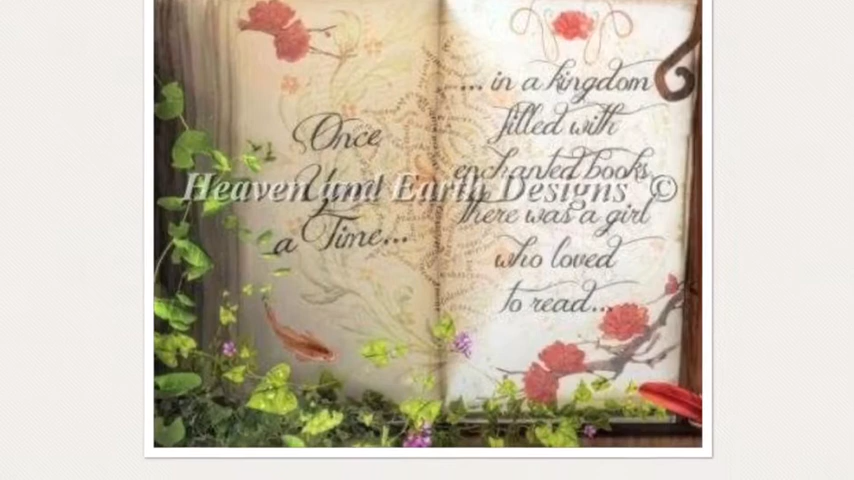 Once
Upon
a Time...
... in a kingdom
filled with
enchanted books
there was a girl
who loved
to read...
Heaven and Earth Designs ©